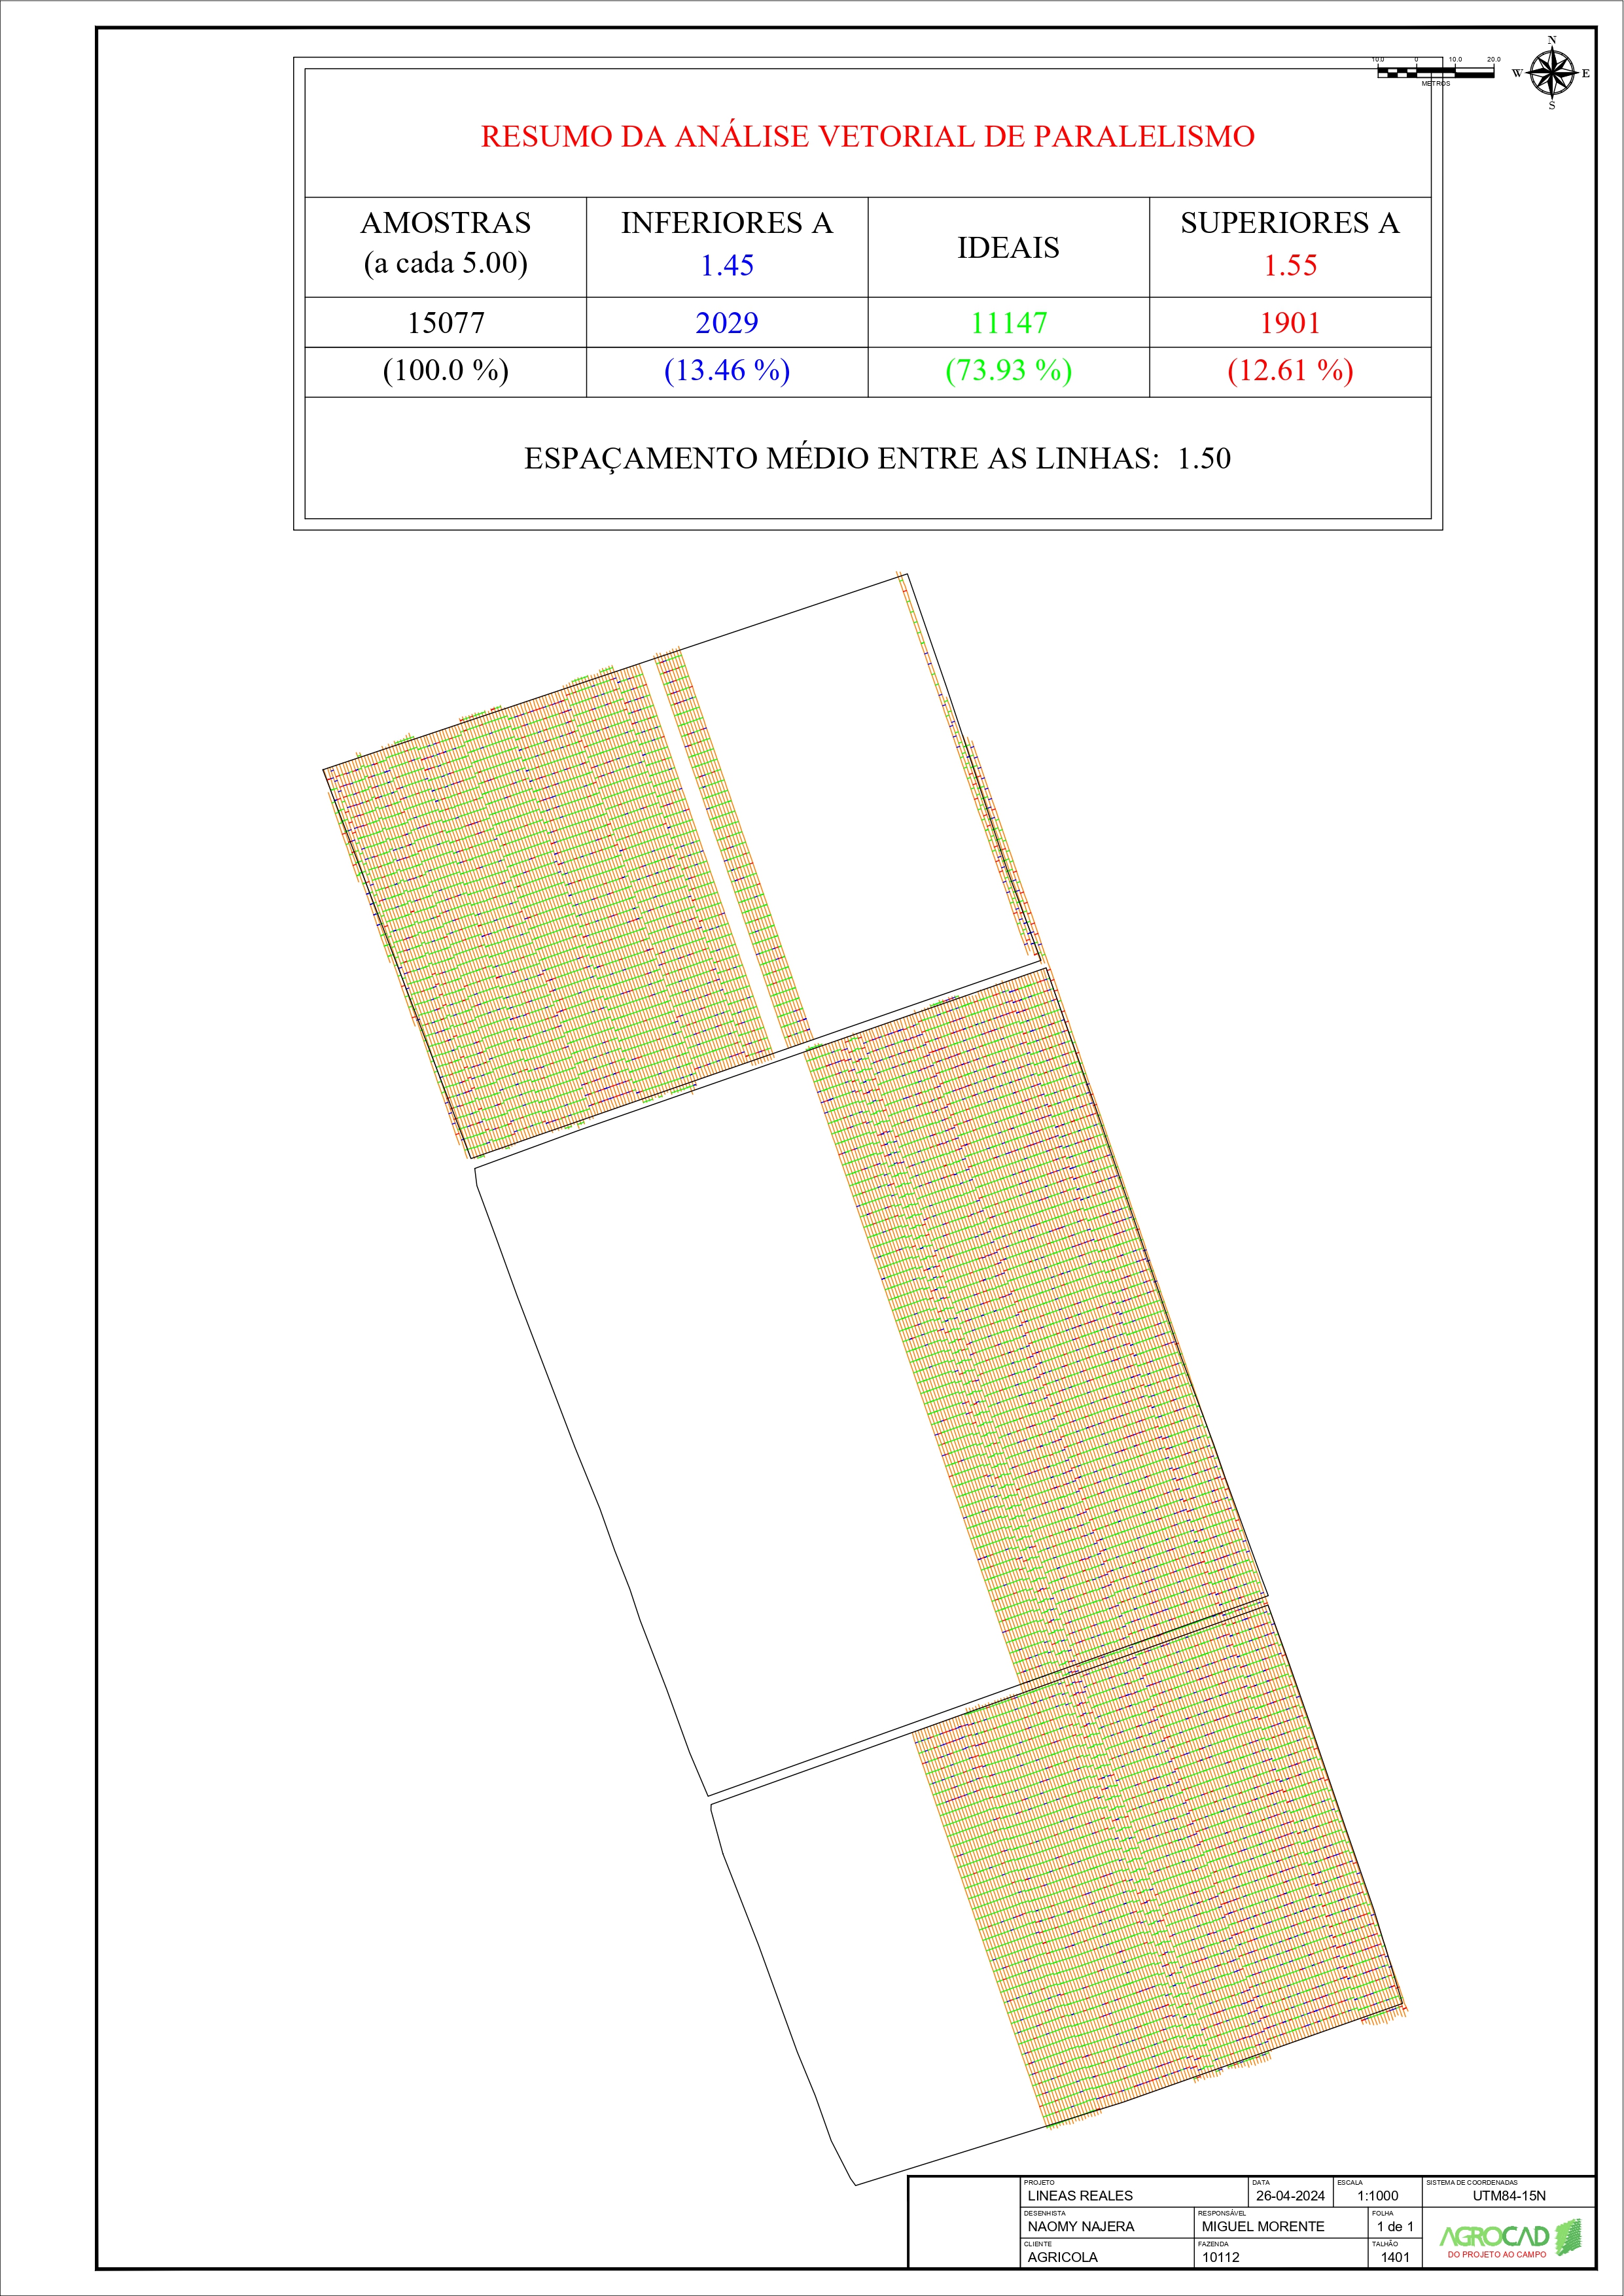 N
W E
S
10.0 0 10.0 20.0
METROS
RESUMO DA ANÁLISE VETORIAL DE PARALELISMO
AMOSTRAS
(a cada 5.00)
INFERIORES A
1.45
IDEAIS
SUPERIORES A
1.55
15077 2029 11147 1901
(100.0 %) (13.46 %) (73.93 %) (12.61 %)
ESPAÇAMENTO MÉDIO ENTRE AS LINHAS: 1.50
PROJETO
LINEAS REALES
DATA
26-04-2024
ESCALA
1:1000
SISTEMA DE COORDENADAS
UTM84-15N
DESENHISTA
NAOMY NAJERA
RESPONSÁVEL
MIGUEL MORENTE
FOLHA
1 de 1
CLIENTE
AGRICOLA
FAZENDA
10112
TALHÃO
1401
AGROCAD
DO PROJETO AO CAMPO